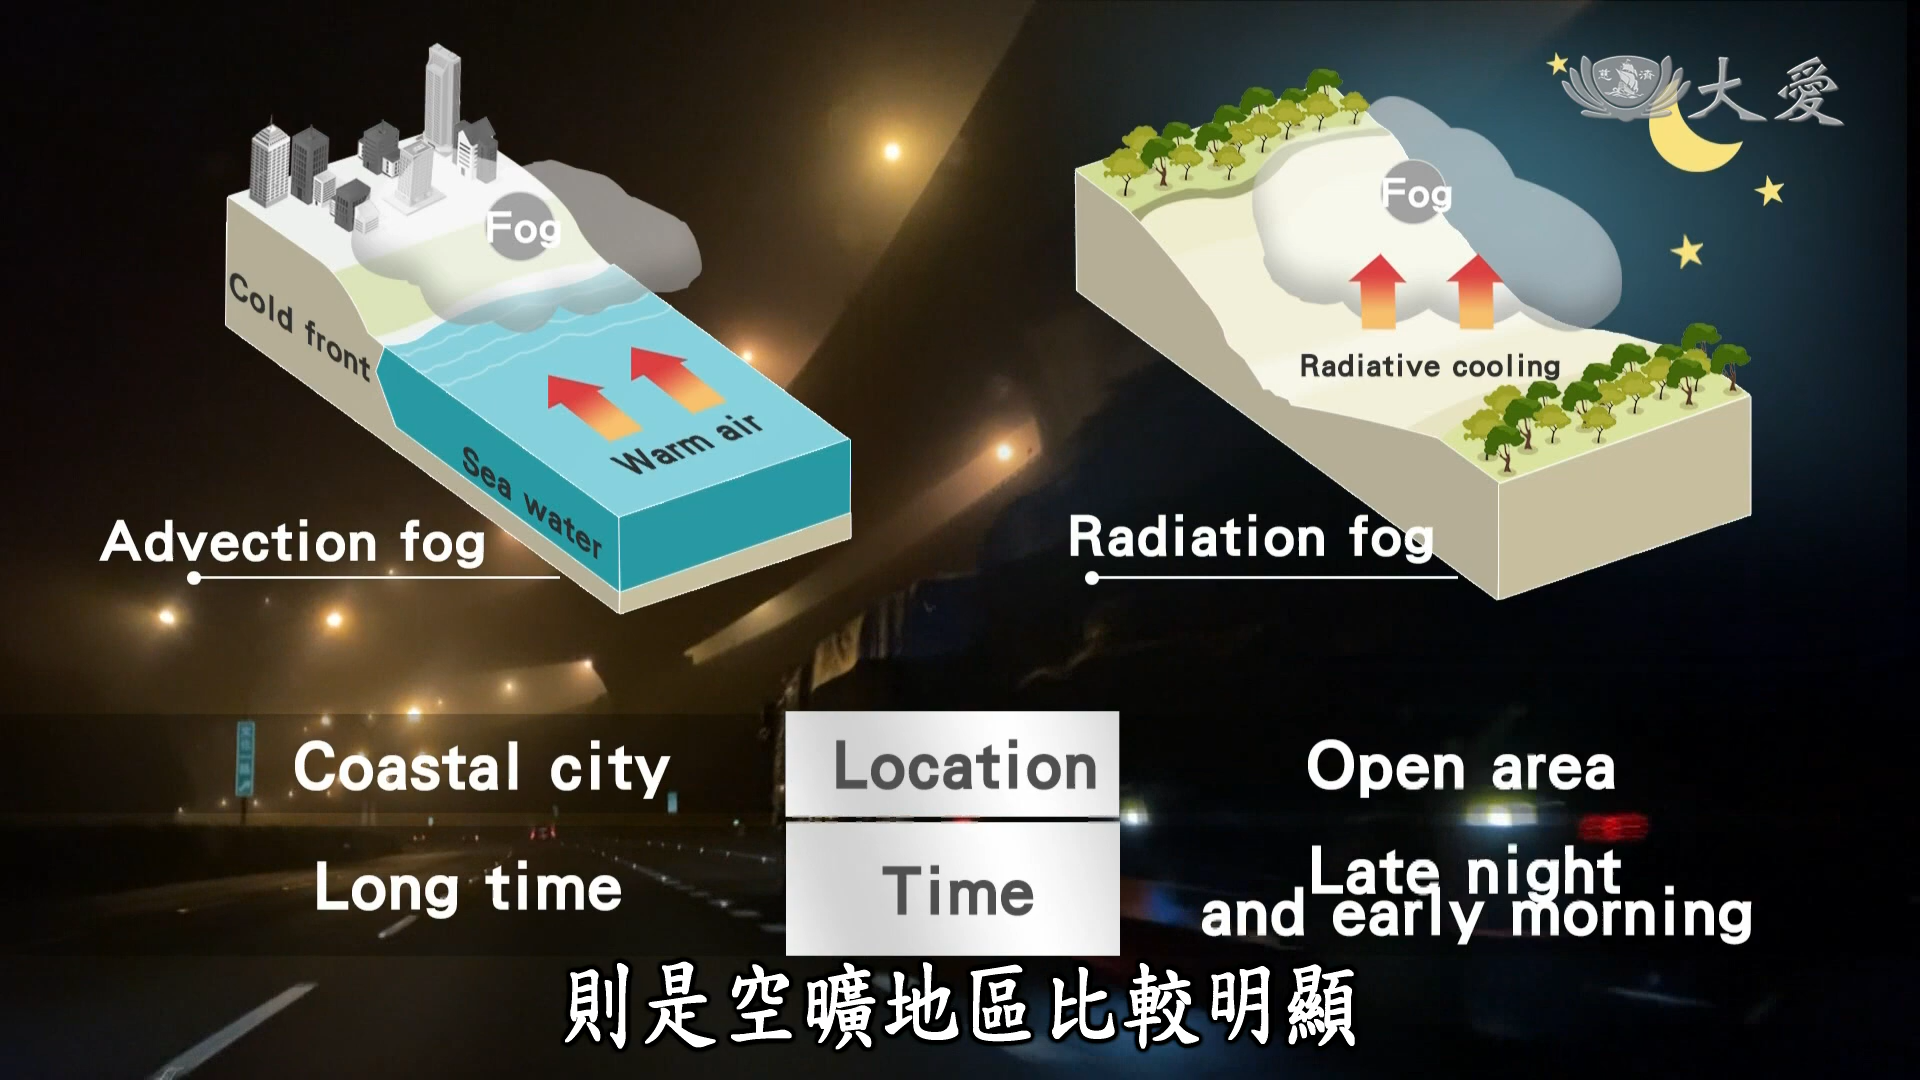 慈濟
大愛
Fog
Cold front
Warm air
Sea water
Advection fog
Fog
Radiative cooling
Radiation fog
Coastal city
Location
Open area
Long time
Time
Late night
and early morning
則是空曠地區比較明顯